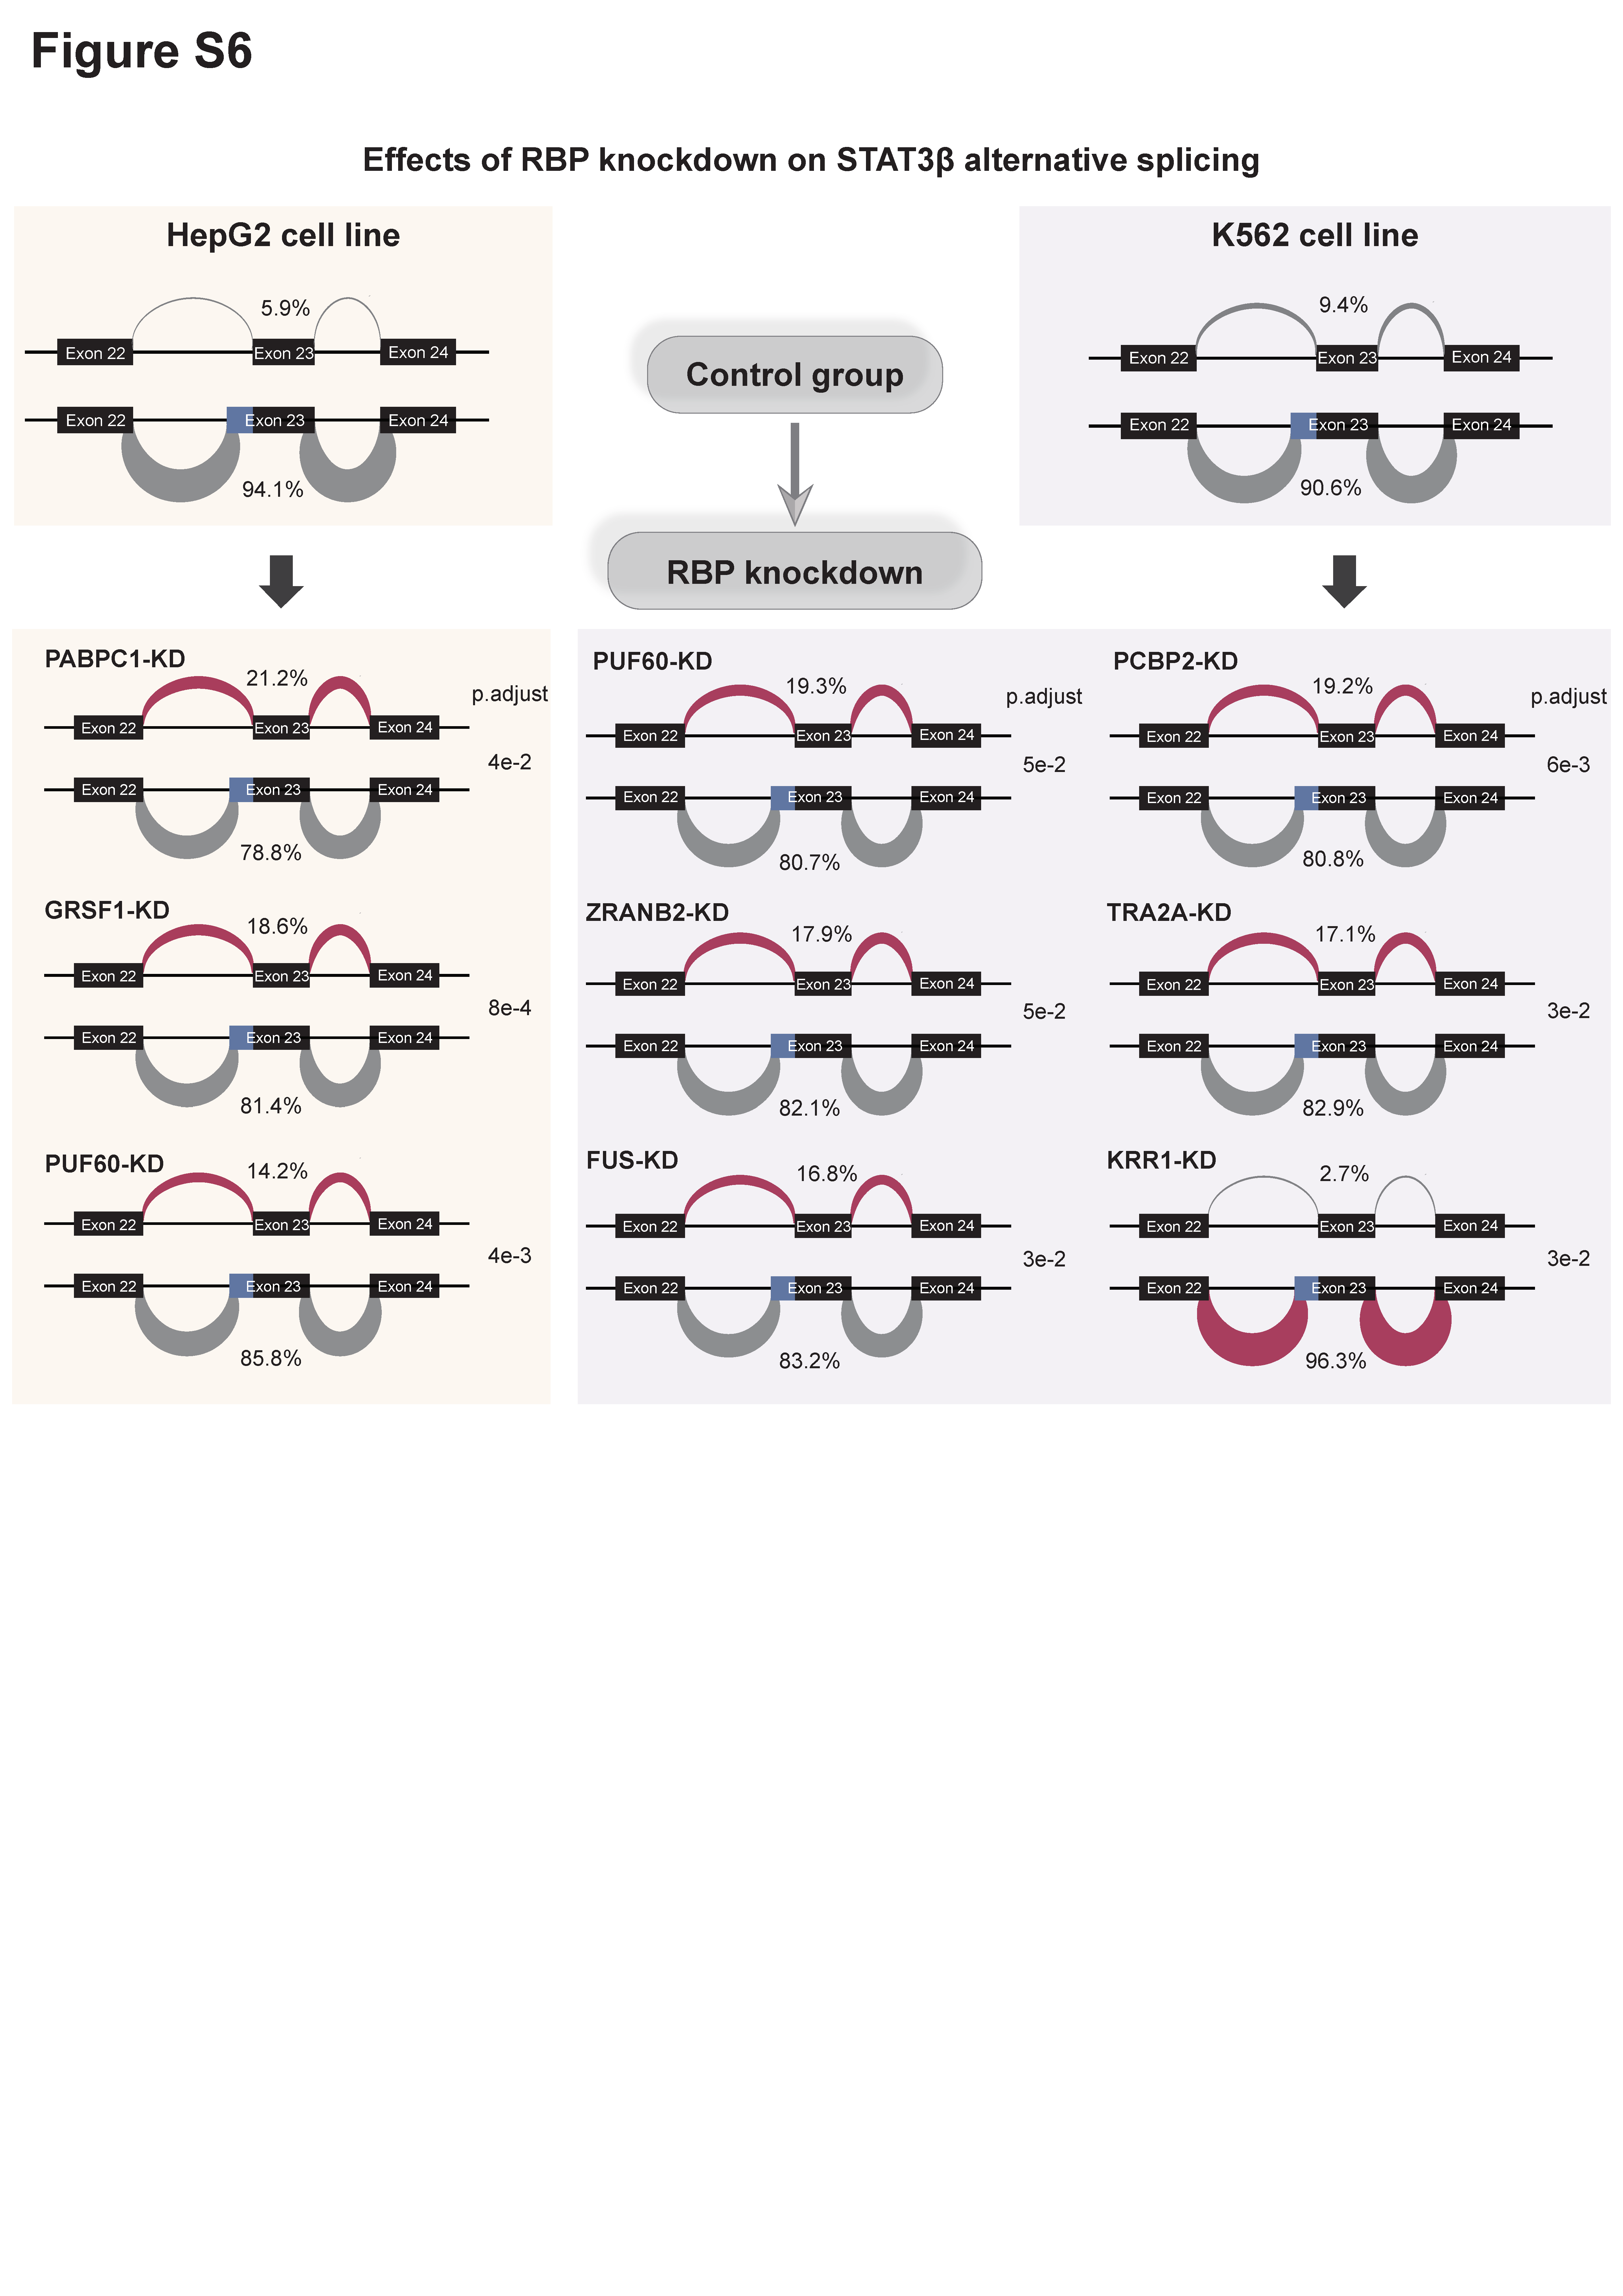 Figure S6
Effects of RBP knockdown on STAT3β alternative splicing
HepG2 cell line
5.9%
Exon 22 Exon 23 Exon 24
Exon 22 Exon 23 Exon 24
94.1%
Control group
RBP knockdown
K562 cell line
9.4%
Exon 22 Exon 23 Exon 24
Exon 22 Exon 23 Exon 24
90.6%
PABPC1-KD
21.2%
p.adjust
Exon 22 Exon 23 Exon 24
4e-2
Exon 22 Exon 23 Exon 24
78.8%
GRSF1-KD
18.6%
Exon 22 Exon 23 Exon 24
8e-4
Exon 22 Exon 23 Exon 24
81.4%
PUF60-KD
14.2%
Exon 22 Exon 23 Exon 24
4e-3
Exon 22 Exon 23 Exon 24
85.8%
PUF60-KD
19.3%
p.adjust
Exon 22 Exon 23 Exon 24
5e-2
Exon 22 Exon 23 Exon 24
80.7%
ZRANB2-KD
17.9%
Exon 22 Exon 23 Exon 24
5e-2
Exon 22 Exon 23 Exon 24
82.1%
FUS-KD
16.8%
Exon 22 Exon 23 Exon 24
3e-2
Exon 22 Exon 23 Exon 24
83.2%
PCBP2-KD
19.2%
p.adjust
Exon 22 Exon 23 Exon 24
6e-3
Exon 22 Exon 23 Exon 24
80.8%
TRA2A-KD
17.1%
Exon 22 Exon 23 Exon 24
3e-2
Exon 22 Exon 23 Exon 24
82.9%
KRR1-KD
2.7%
Exon 22 Exon 23 Exon 24
3e-2
Exon 22 Exon 23 Exon 24
96.3%